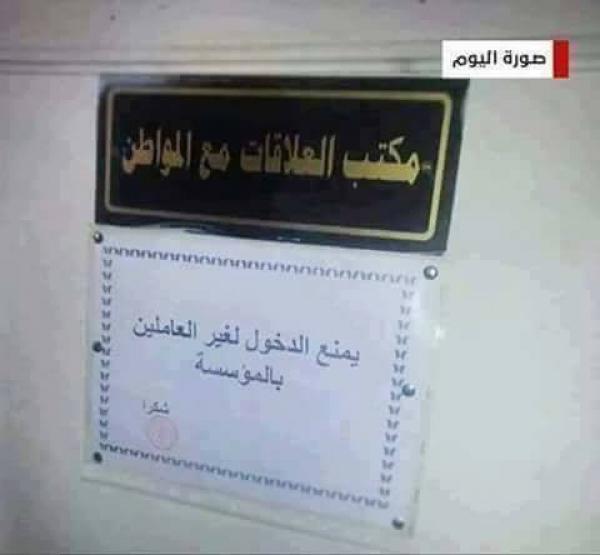 صورة اليوم
مكتب العلاقات مع المواطن
يمنع الدخول لغير العاملين
بالمؤسسة
شكرا